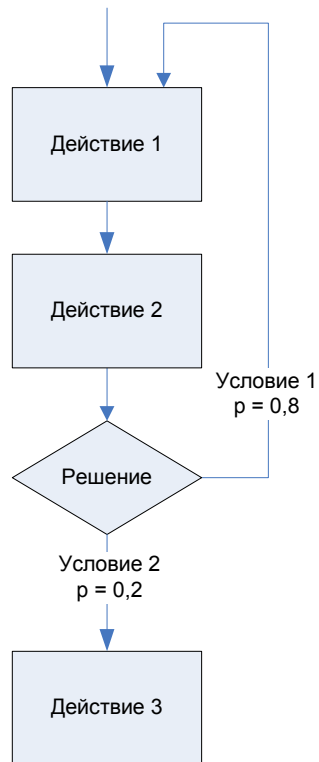 Действие 1
Действие 2
Условие 1
p = 0,8
Решение
Условие 2
p = 0,2
Действие 3